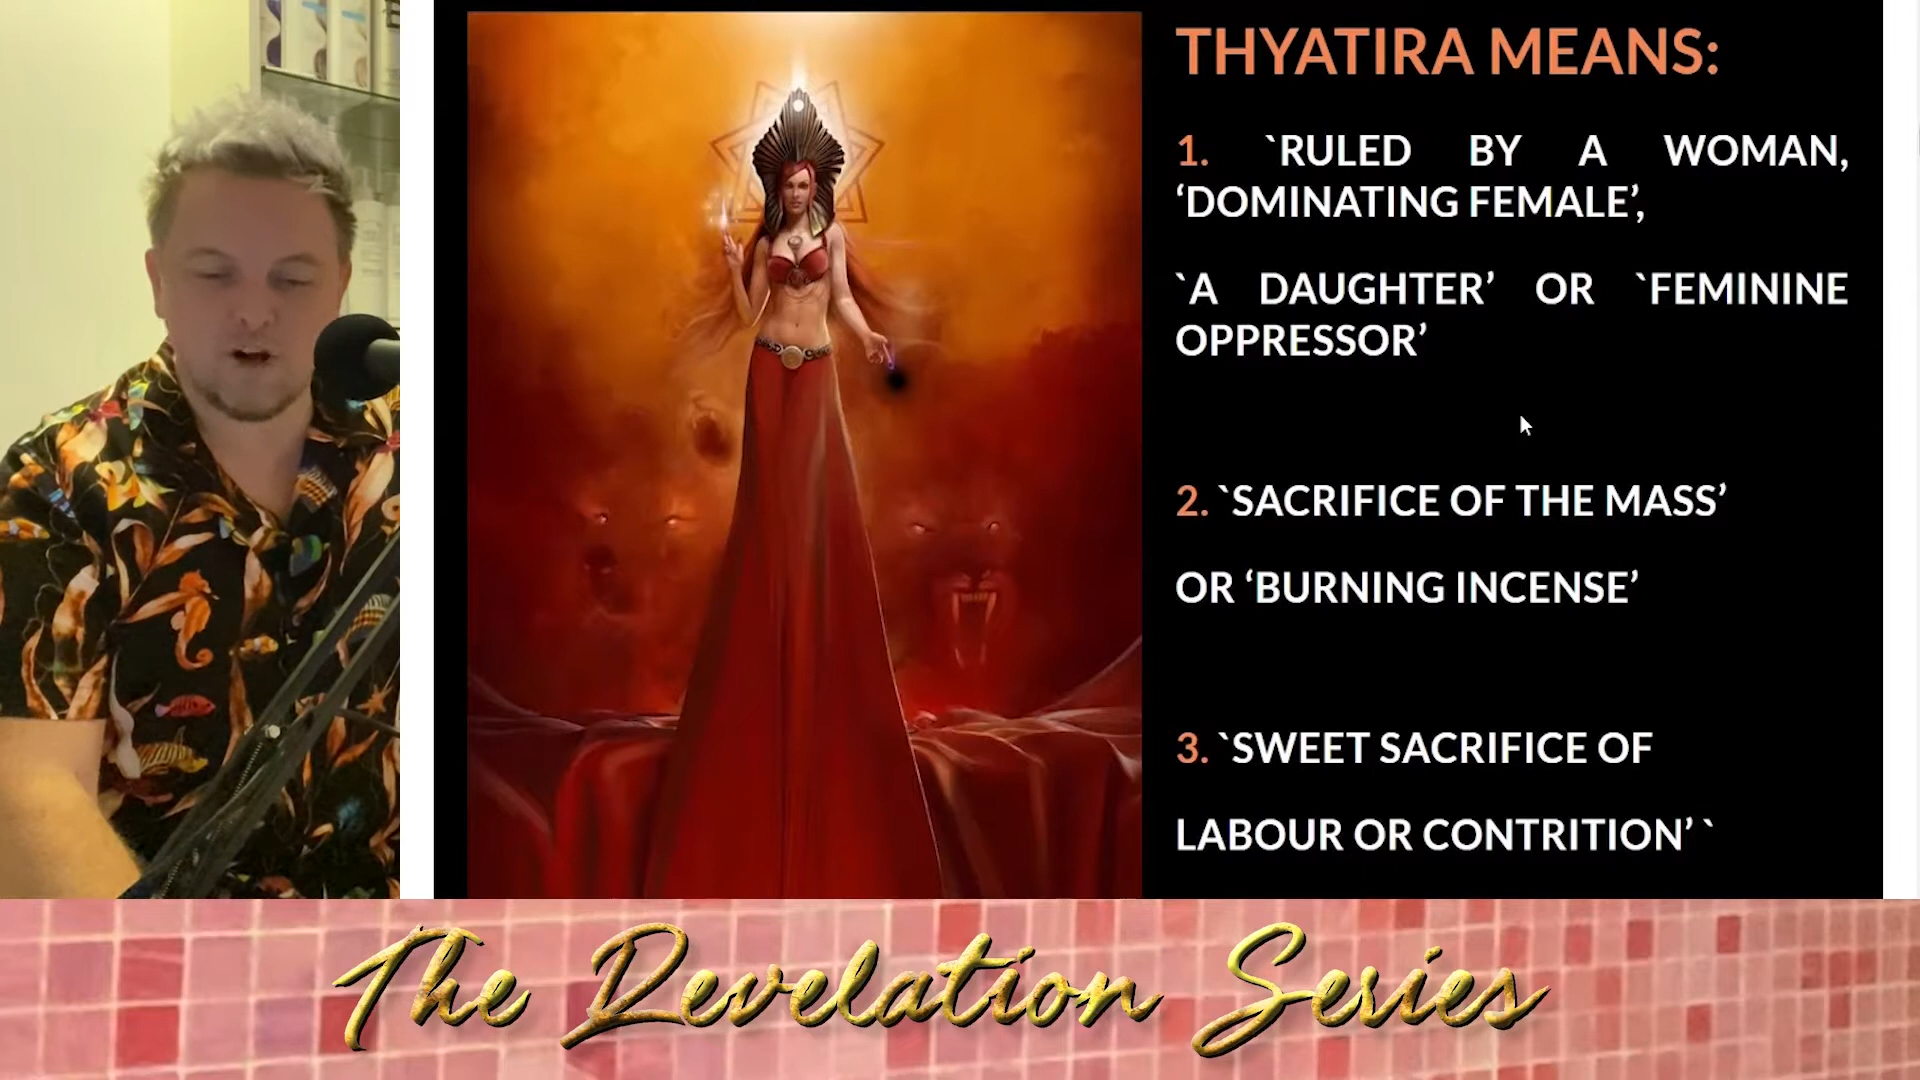 THYATIRA MEANS:
1. `RULED BY A WOMAN,
‘DOMINATING FEMALE’,
`A DAUGHTER’ OR `FEMININE
OPPRESSOR’
2. `SACRIFICE OF THE MASS’
OR ‘BURNING INCENSE’
3. `SWEET SACRIFICE OF
LABOUR OR CONTRITION’ `
The Revelation Series